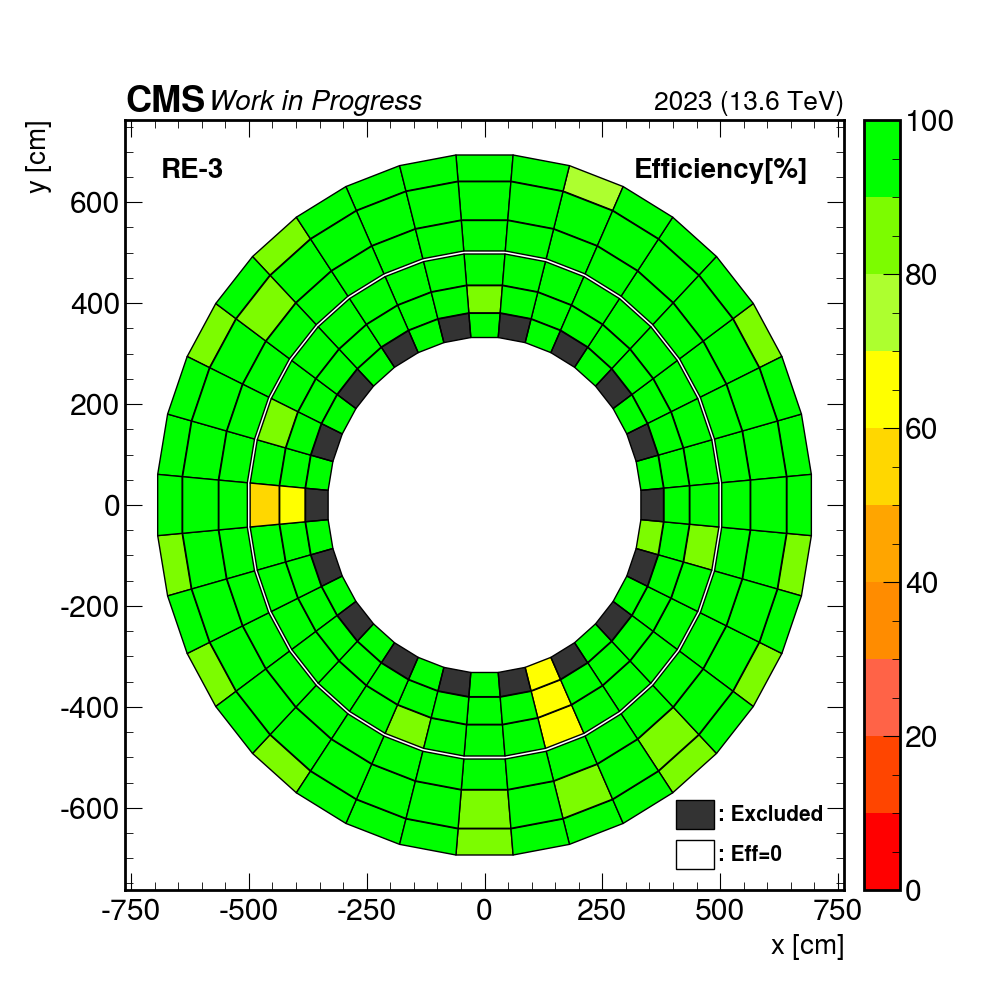 CMS Work in Progress 2023 (13.6 TeV)
y [cm]
RE-3 Efficiency[%]
100
80
60
40
20
0
600
400
200
0
-200
-400
-600
: Excluded
: Eff=0
-750 -500 -250 0 250 500 750
x [cm]